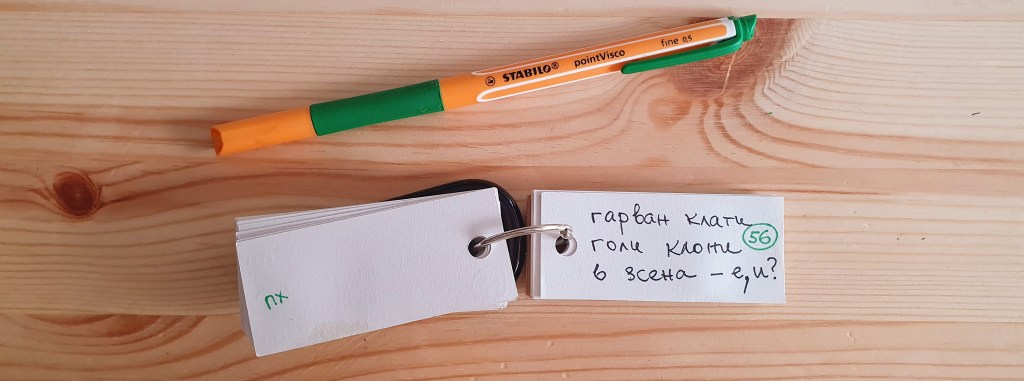 пх
гарван клати
голи клони 56
в зсена – е, и?
STABILO® pointVisco fine 0,5